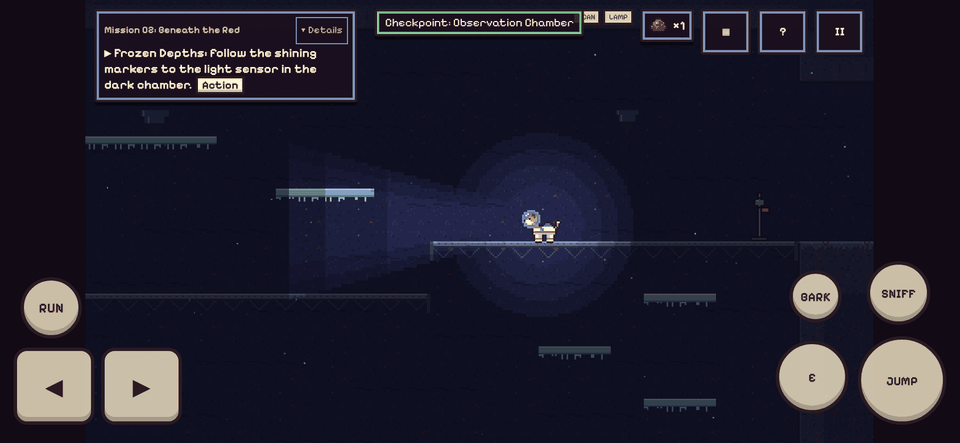 Mission 02: Beneath the Red
▾ Details
▶ Frozen Depths: Follow the shining
markers to the light sensor in the
dark chamber. Action
Checkpoint: Observation Chamber
LAMP
×1
?
II
RUN
BARK
SNIFF
◀
▶
E
JUMP